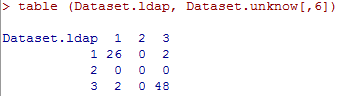 > table (Dataset.ldap, Dataset.unknow[,6])
Dataset.ldap 1 2 3
1 26 0 2
2 0 0 0
3 2 0 48